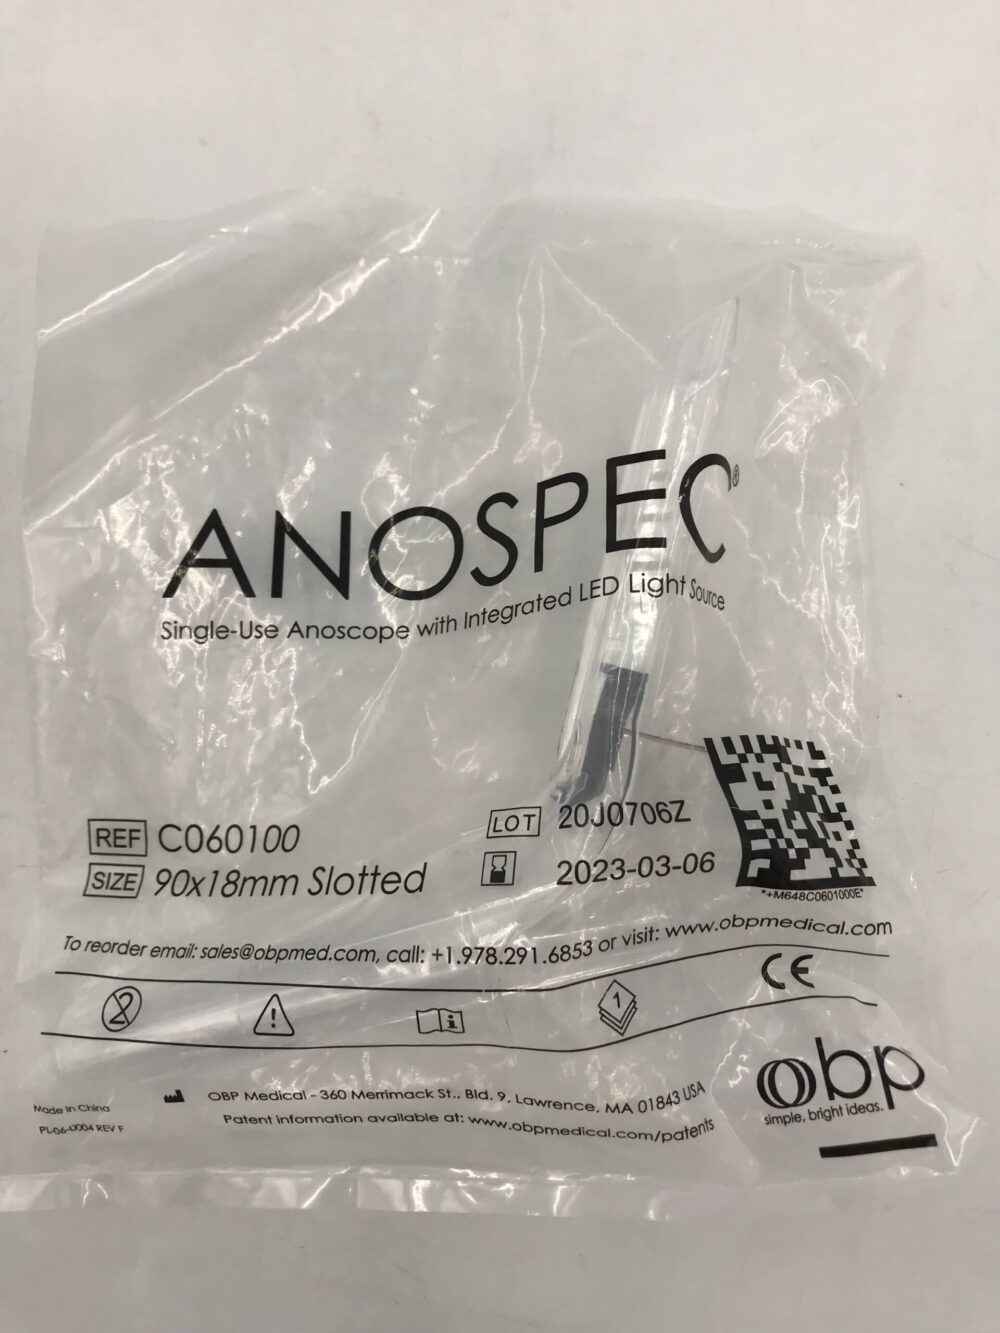 ANOSPEC®
Single-Use Anoscope with Integrated LED Light Source
REF C060100
SIZE 90x18mm Slotted
LOT 20J0706Z
2023-03-06
*+M648C0601000E*
To reorder email: sales@obpmed.com, call: +1.978.291.6853 or visit: www.obpmedical.com
2
!
i
1
CE
OBP Medical - 360 Merrimack St., Bld. 9, Lawrence, MA 01843 USA
Patent information available at: www.obpmedical.com/patents
Made in China
PL-06-0004 REV F
obp
simple, bright ideas.